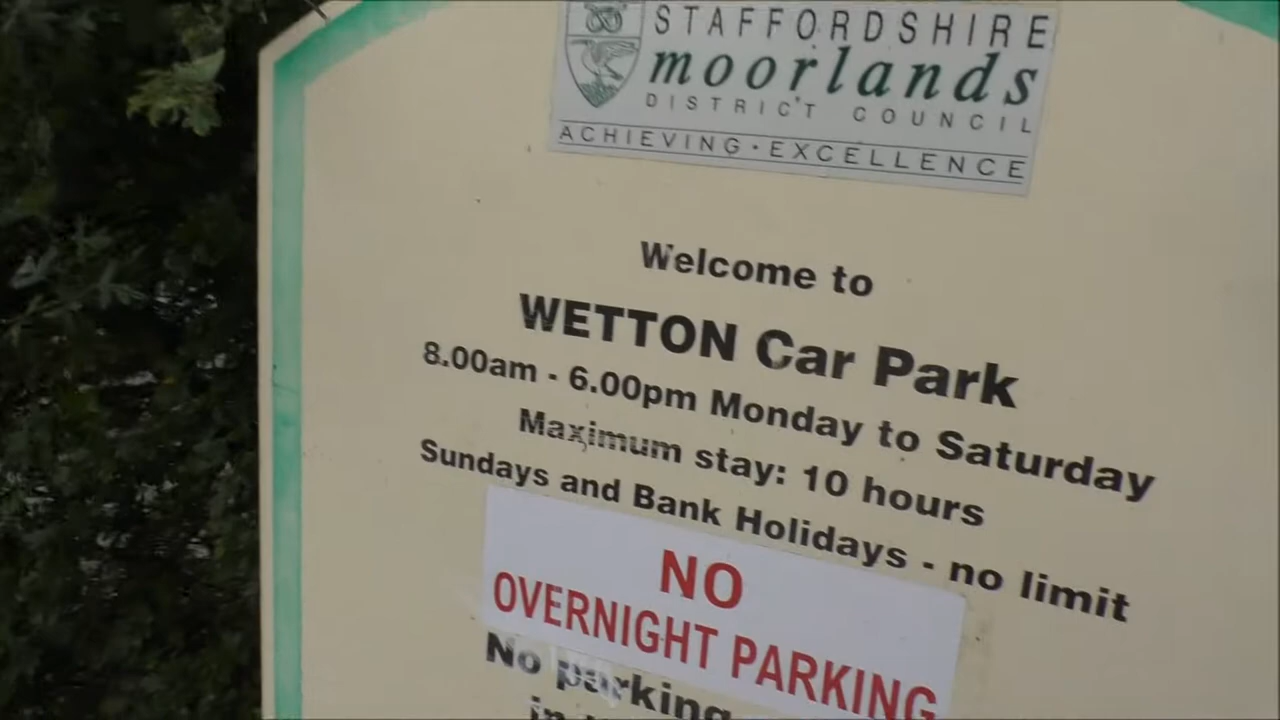 STAFFORDSHIRE
moorlands
DISTRICT COUNCIL
ACHIEVING · EXCELLENCE
Welcome to
WETTON Car Park
8.00am - 6.00pm Monday to Saturday
Maximum stay: 10 hours
Sundays and Bank Holidays - no limit
NO
OVERNIGHT PARKING
No parking
in